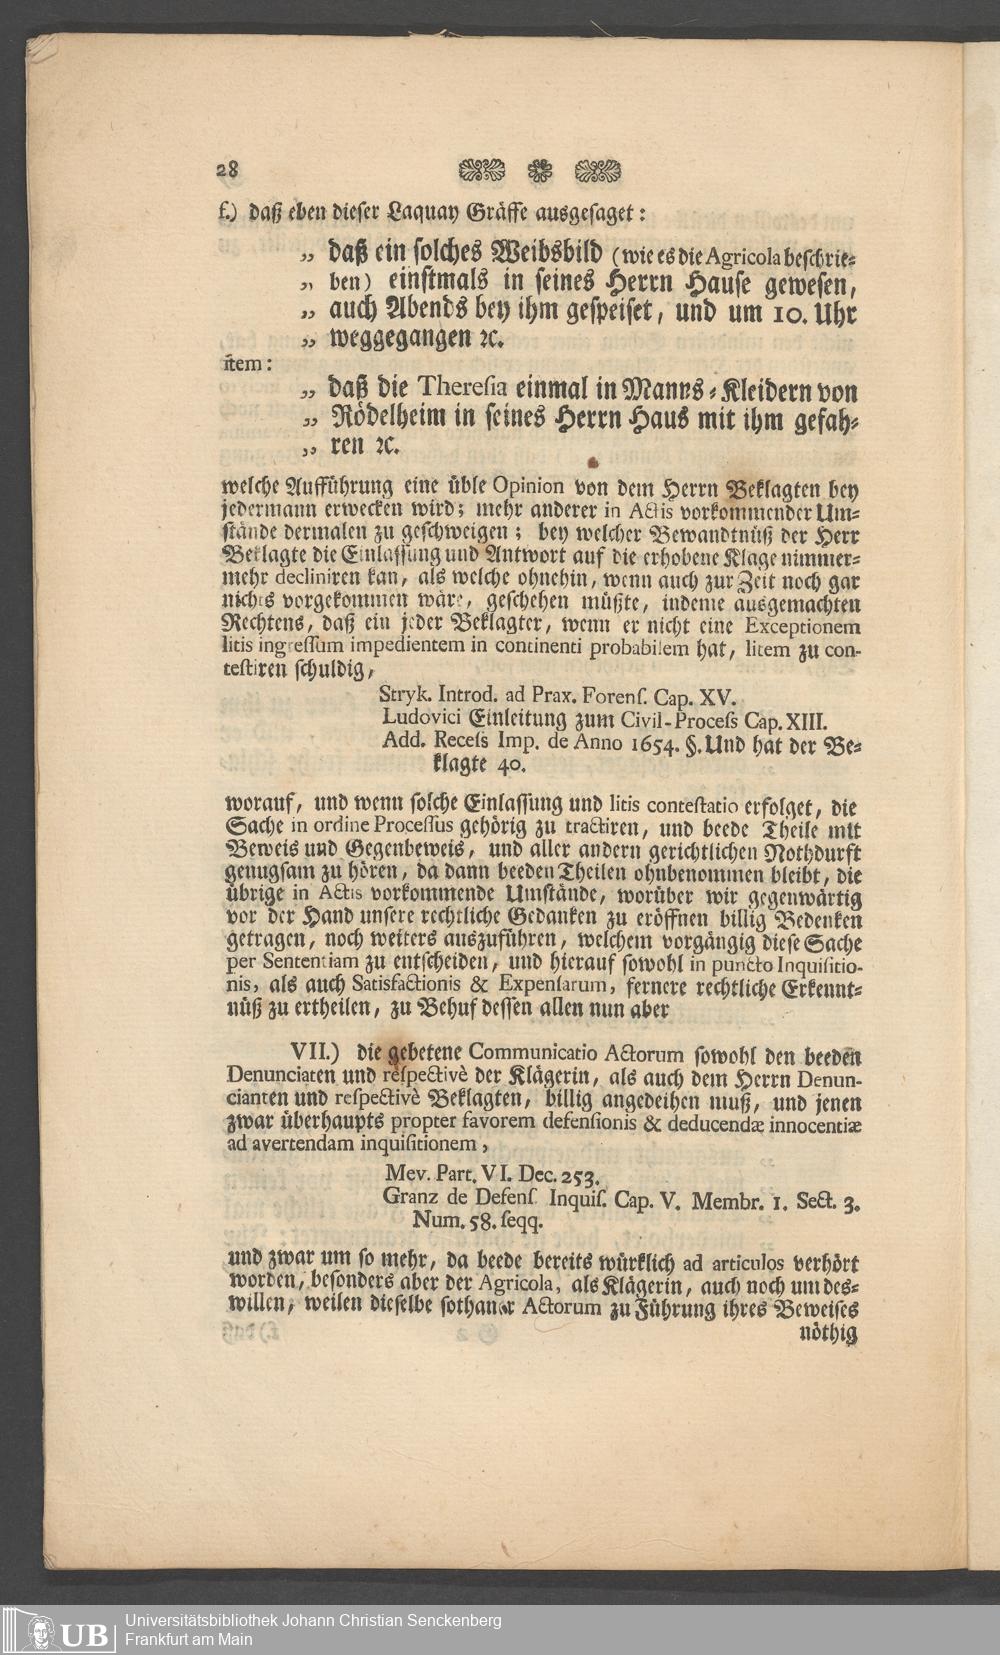 28
f.) daß eben dieser Laquay Gräffe ausgesaget:
„ daß ein solches Weibsbild (wie es die Agricola beschrie-
„ ben) einstmals in seines Herrn Hause gewesen,
„ auch Abends bey ihm gespeiset, und um 10. Uhr
„ weggegangen ꝛc.
item:
„ daß die Theresia einmal in Manns-Kleidern von
„ Rödelheim in seines Herrn Haus mit ihm gefah-
„ ren ꝛc.
welche Aufführung eine üble Opinion von dem Herrn Beklagten bey
jedermann erwecken wird; mehr anderer in Actis vorkommender Um-
stände dermalen zu geschweigen; bey welcher Bewandtnüß der Herr
Beklagte die Einlassung und Antwort auf die erhobene Klage nimmer-
mehr decliniren kan, als welche ohnehin, wenn auch zur Zeit noch gar
nichts vorgekommen wäre, geschehen müßte, indeme ausgemachten
Rechtens, daß ein jeder Beklagter, wenn er nicht eine Exceptionem
litis ingressum impedientem in continenti probabilem hat, litem zu con-
testiren schuldig,
Stryk. Introd. ad Prax. Forens. Cap. XV.
Ludovici Einleitung zum Civil-Process Cap. XIII.
Add. Recess Imp. de Anno 1654. §. Und hat der Be-
klagte 40.
worauf, und wenn solche Einlassung und litis contestatio erfolget, die
Sache in ordine Processus gehörig zu tractiren, und beede Theile mit
Beweis und Gegenbeweis, und aller andern gerichtlichen Nothdurft
genugsam zu hören, da dann beeden Theilen ohnbenommen bleibt, die
übrige in Actis vorkommende Umstände, worüber wir gegenwärtig
vor der Hand unsere rechtliche Gedanken zu eröffnen billig Bedenken
getragen, noch weiters auszuführen, welchem vorgängig diese Sache
per Sententiam zu entscheiden, und hierauf sowohl in puncto Inquisitio-
nis, als auch Satisfactionis & Expensarum, fernere rechtliche Erkennt-
nüß zu ertheilen, zu Behuf dessen allen nun aber
VII.) die gebetene Communicatio Actorum sowohl den beeden
Denunciaten und respectivè der Klägerin, als auch dem Herrn Denun-
cianten und respectivè Beklagten, billig angedeihen muß, und jenen
zwar überhaupts propter favorem defensionis & deducendæ innocentiæ
ad avertendam inquisitionem,
Mev. Part. VI. Dec. 253.
Granz de Defens. Inquis. Cap. V. Membr. 1. Sect. 3.
Num. 58. seqq.
und zwar um so mehr, da beede bereits würklich ad articulos verhört
worden, besonders aber der Agricola, als Klägerin, auch noch um des-
willen, weilen dieselbe sothaner Actorum zu Führung ihres Beweises
nöthig
UB
Universitätsbibliothek Johann Christian Senckenberg
Frankfurt am Main